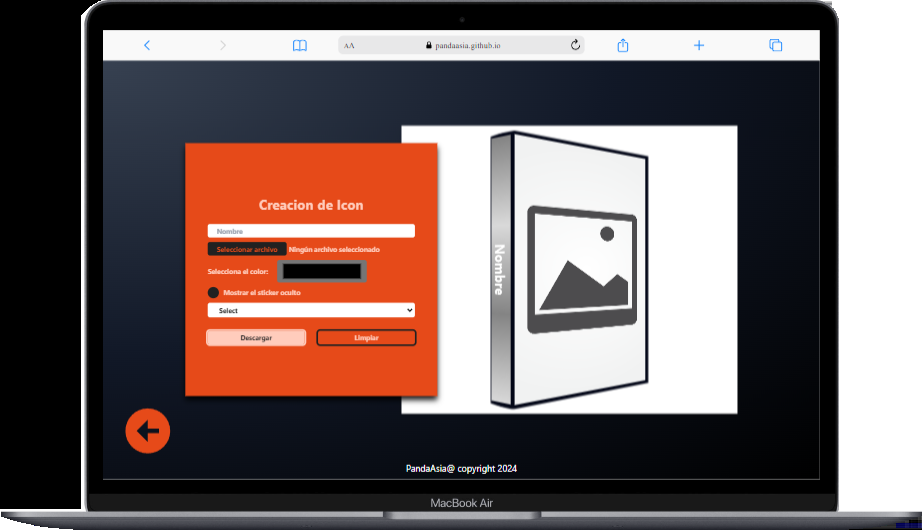 AA
pandaasia.github.io
Creacion de Icon
Nombre
Seleccionar archivo Ningún archivo seleccionado
Selecciona el color:
Mostrar el sticker oculto
Select
Descargar Limpiar
Nombre
PandaAsia@ copyright 2024
MacBook Air